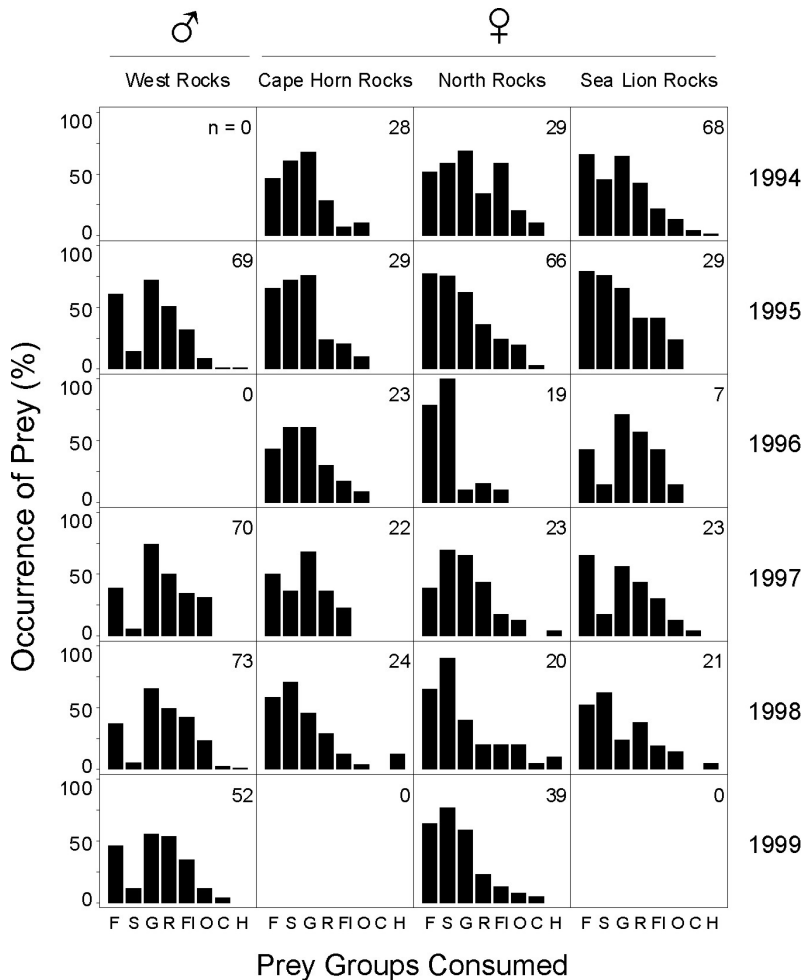 ♂ ♀
West Rocks Cape Horn Rocks North Rocks Sea Lion Rocks
100 n = 0 28 29 68
50 1994
0
100 69 29 66 29
50 1995
0
100 0 23 19 7
50 1996
0
100 70 22 23 23
50 1997
0
100 73 24 20 21
50 1998
0
100 52 0 39 0
50 1999
0
Occurrence of Prey (%)
F S G R FI O C H F S G R FI O C H F S G R FI O C H F S G R FI O C H
Prey Groups Consumed